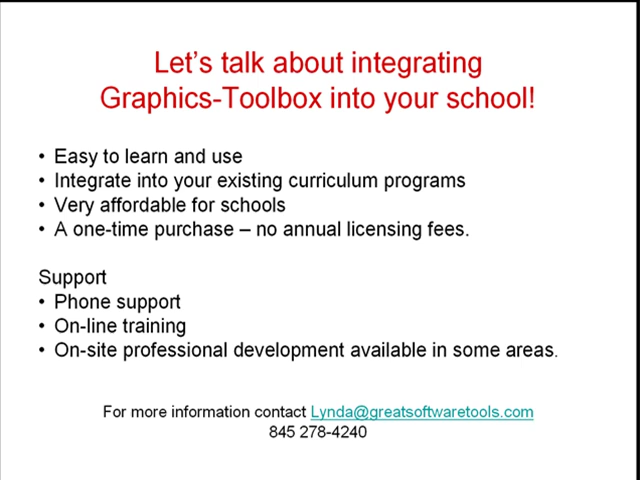 Let's talk about integrating
Graphics-Toolbox into your school!
• Easy to learn and use
• Integrate into your existing curriculum programs
• Very affordable for schools
• A one-time purchase – no annual licensing fees.
Support
• Phone support
• On-line training
• On-site professional development available in some areas.
For more information contact Lynda@greatsoftwaretools.com
845 278-4240